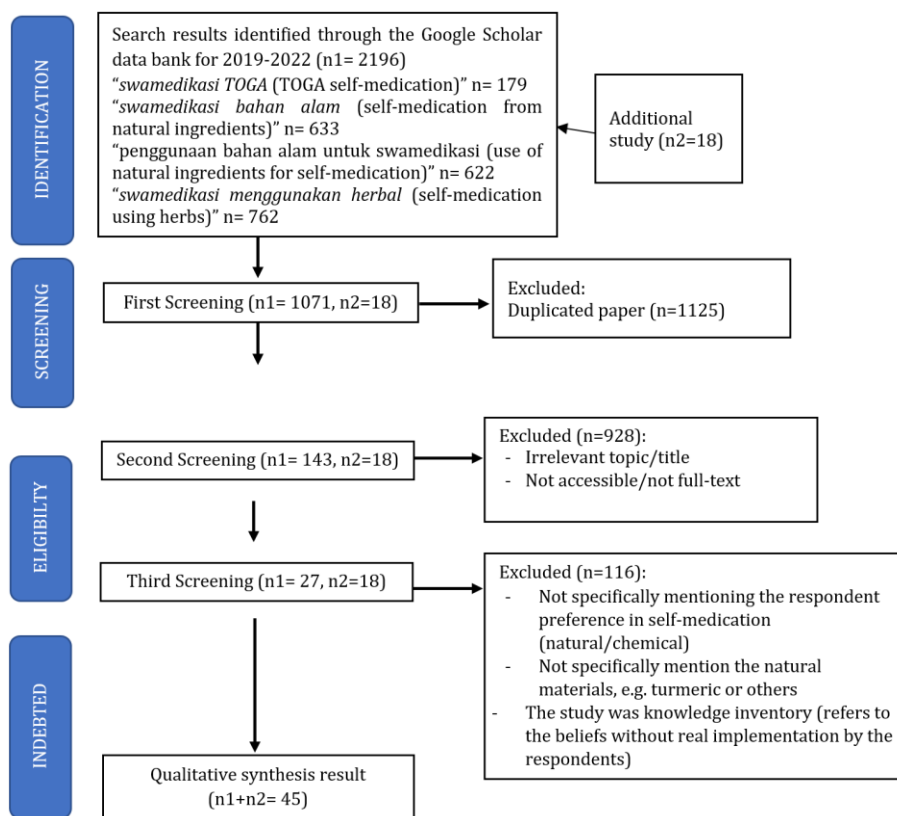 IDENTIFICATION
Search results identified through the Google Scholar
data bank for 2019-2022 (n1= 2196)
“swamedikasi TOGA (TOGA self-medication)” n= 179
“swamedikasi bahan alam (self-medication from
natural ingredients)” n= 633
“penggunaan bahan alam untuk swamedikasi (use of
natural ingredients for self-medication)” n= 622
“swamedikasi menggunakan herbal (self-medication
using herbs)” n= 762
Additional
study (n2=18)
SCREENING
First Screening (n1= 1071, n2=18)
Excluded:
Duplicated paper (n=1125)
ELIGIBILTY
Second Screening (n1= 143, n2=18)
Excluded (n=928):
- Irrelevant topic/title
- Not accessible/not full-text
Third Screening (n1= 27, n2=18)
Excluded (n=116):
- Not specifically mentioning the respondent
preference in self-medication
(natural/chemical)
- Not specifically mention the natural
materials, e.g. turmeric or others
- The study was knowledge inventory (refers to
the beliefs without real implementation by the
respondents)
INDEBTED
Qualitative synthesis result
(n1+n2= 45)